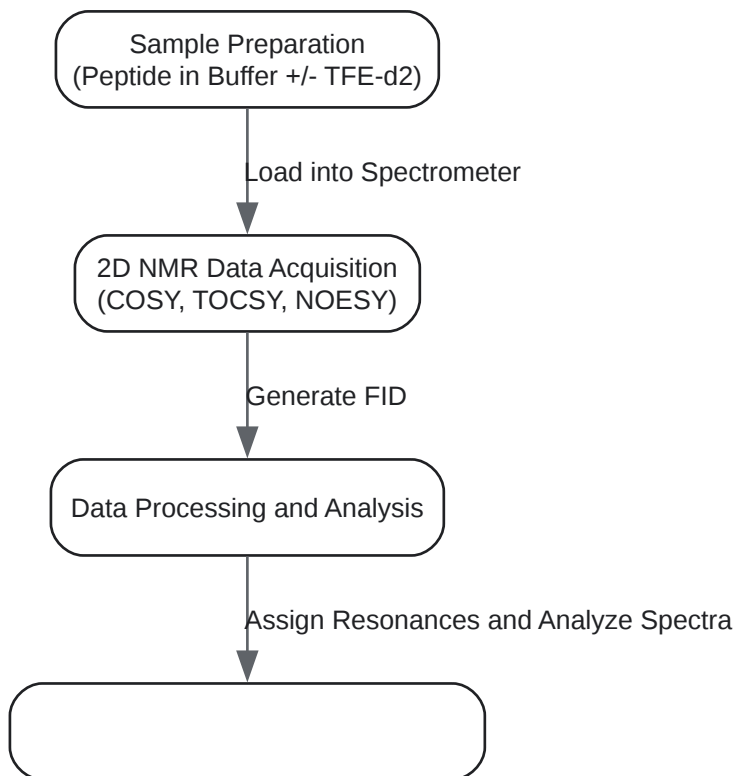 Sample Preparation
(Peptide in Buffer +/- TFE-d2)
Load into Spectrometer
2D NMR Data Acquisition
(COSY, TOCSY, NOESY)
Generate FID
Data Processing and Analysis
Assign Resonances and Analyze Spectra